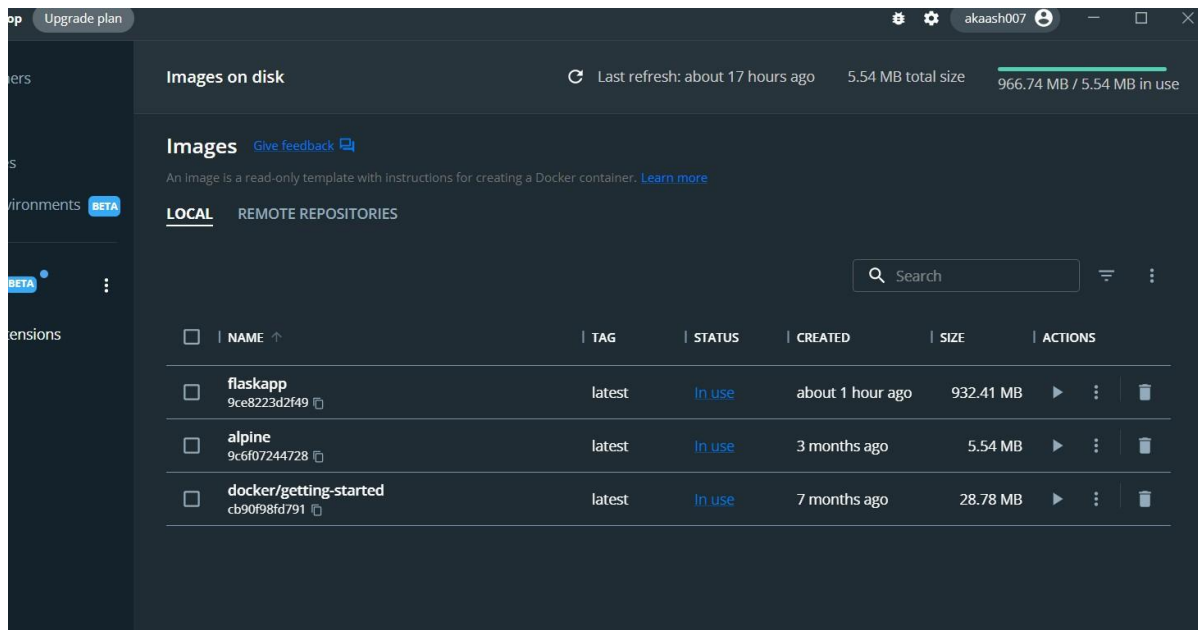 op Upgrade plan akaash007
ers
s
vironments BETA
BETA
tensions
Images on disk Last refresh: about 17 hours ago 5.54 MB total size 966.74 MB / 5.54 MB in use
Images Give feedback
An image is a read-only template with instructions for creating a Docker container. Learn more
LOCAL REMOTE REPOSITORIES
Search
NAME TAG STATUS CREATED SIZE ACTIONS
flaskapp latest In use about 1 hour ago 932.41 MB
9ce8223d2f49
alpine latest In use 3 months ago 5.54 MB
9c6f07244728
docker/getting-started latest In use 7 months ago 28.78 MB
cb90f98fd791